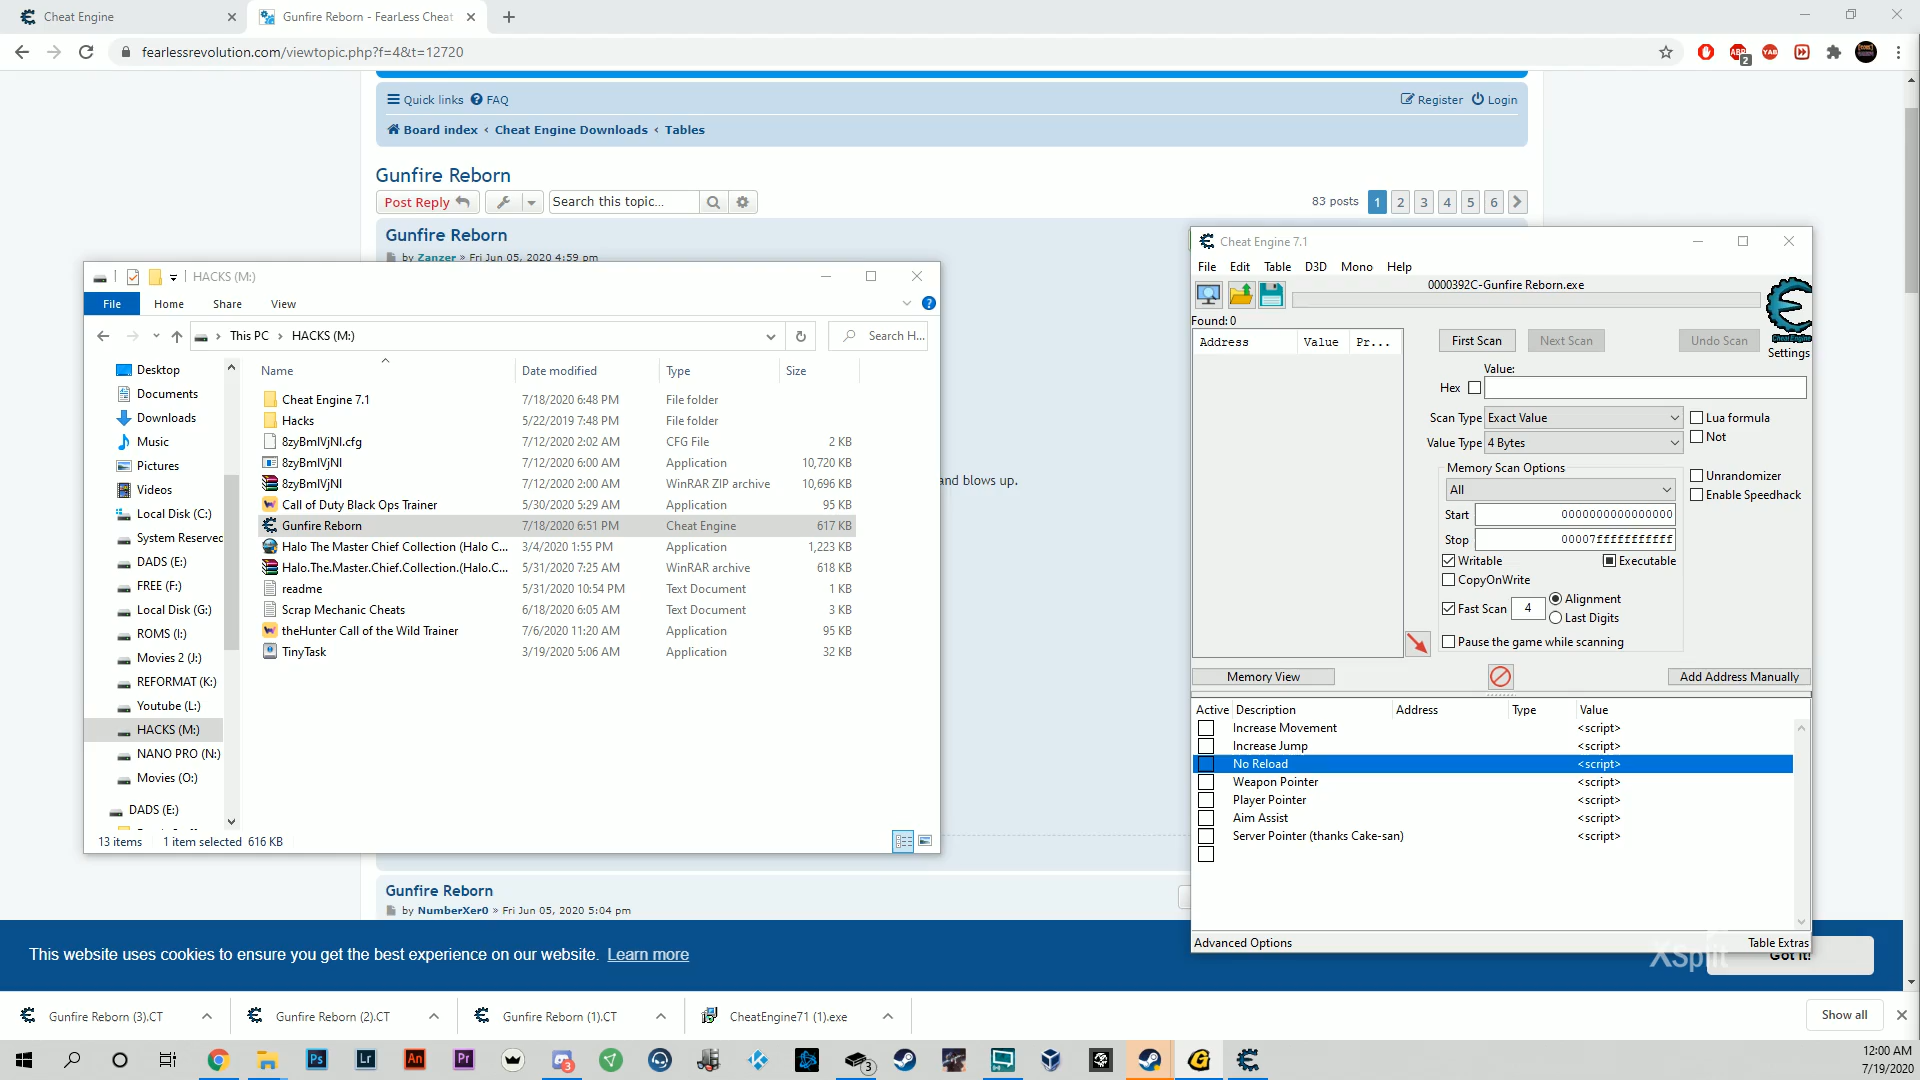 Cheat Engine
Gunfire Reborn - FearLess Cheat
fearlessrevolution.com/viewtopic.php?f=4&t=12720
2
Quick links FAQ
Register Login
Board index ‹ Cheat Engine Downloads ‹ Tables
Gunfire Reborn
Post Reply
Search this topic...
83 posts 1 2 3 4 5 6
Gunfire Reborn
by Zanzer » Fri Jun 05, 2020 4:59 pm
and blows up.
HACKS (M:)
File Home Share View
This PC › HACKS (M:)
Search H...
Desktop
Documents
Downloads
Music
Pictures
Videos
Local Disk (C:)
System Reserved
DADS (E:)
FREE (F:)
Local Disk (G:)
ROMS (I:)
Movies 2 (J:)
REFORMAT (K:)
Youtube (L:)
HACKS (M:)
NANO PRO (N:)
Movies (O:)
DADS (E:)
Name Date modified Type Size
Cheat Engine 7.1 7/18/2020 6:48 PM File folder
Hacks 5/22/2019 7:48 PM File folder
8zyBmlVjNl.cfg 7/12/2020 2:02 AM CFG File 2 KB
8zyBmlVjNl 7/12/2020 6:00 AM Application 10,720 KB
8zyBmlVjNl 7/12/2020 2:00 AM WinRAR ZIP archive 10,696 KB
Call of Duty Black Ops Trainer 5/30/2020 5:29 AM Application 95 KB
Gunfire Reborn 7/18/2020 6:51 PM Cheat Engine 617 KB
Halo The Master Chief Collection (Halo C... 3/4/2020 1:55 PM Application 1,223 KB
Halo.The.Master.Chief.Collection.(Halo.C... 5/31/2020 7:25 AM WinRAR archive 618 KB
readme 5/31/2020 10:54 PM Text Document 1 KB
Scrap Mechanic Cheats 6/18/2020 6:05 AM Text Document 3 KB
theHunter Call of the Wild Trainer 7/6/2020 11:20 AM Application 95 KB
TinyTask 3/19/2020 5:06 AM Application 32 KB
13 items 1 item selected 616 KB
Cheat Engine 7.1
File Edit Table D3D Mono Help
0000392C-Gunfire Reborn.exe
Found: 0
Address Value Pr...
First Scan Next Scan Undo Scan
Cheat Engine
Settings
Value:
Hex
Scan Type Exact Value
Lua formula
Not
Value Type 4 Bytes
Memory Scan Options
All
Unrandomizer
Enable Speedhack
Start 0000000000000000
Stop 00007fffffffffff
Writable Executable
CopyOnWrite
Fast Scan 4 Alignment
Last Digits
Pause the game while scanning
Memory View
Add Address Manually
Active Description Address Type Value
Increase Movement <script>
Increase Jump <script>
No Reload <script>
Weapon Pointer <script>
Player Pointer <script>
Aim Assist <script>
Server Pointer (thanks Cake-san) <script>
Advanced Options Table Extras
Gunfire Reborn
by NumberXer0 » Fri Jun 05, 2020 5:04 pm
This website uses cookies to ensure you get the best experience on our website. Learn more
Got it!
XSplit
Gunfire Reborn (3).CT
Gunfire Reborn (2).CT
Gunfire Reborn (1).CT
CheatEngine71 (1).exe
Show all
Ps Lr An Pr 3 3
12:00 AM
7/19/2020